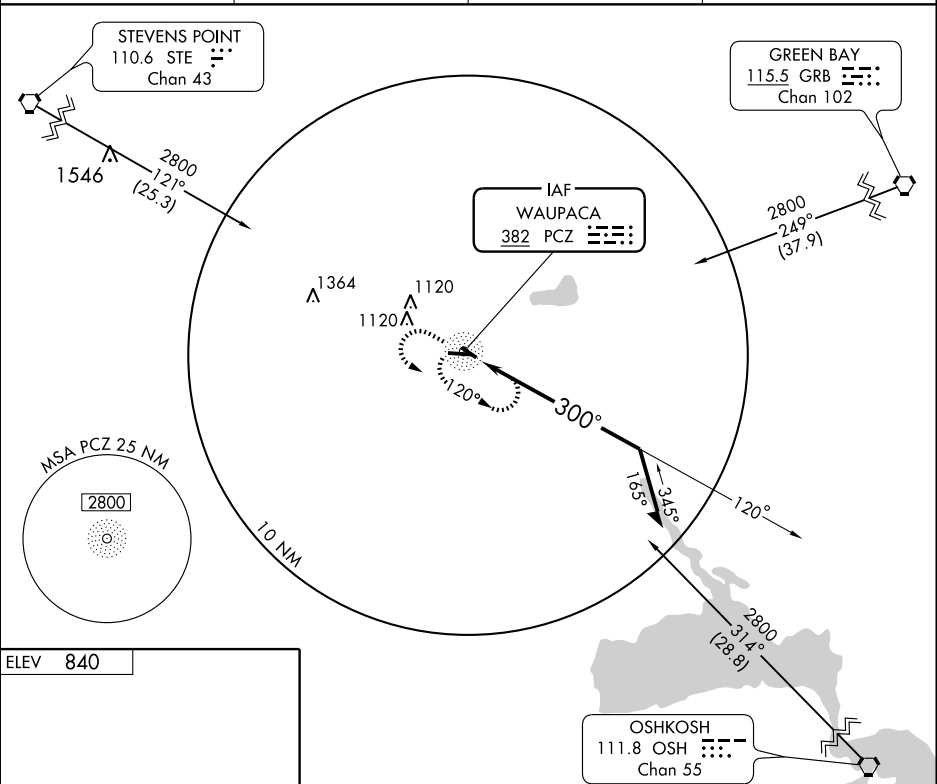 STEVENS POINT
110.6 STE
Chan 43
GREEN BAY
115.5 GRB
Chan 102
1546
2800
121°
(25.3)
IAF
WAUPACA
382 PCZ
2800
249°
(37.9)
1364
1120
1120
120°
300°
MSA PCZ 25 NM
2800
165°
345°
120°
10 NM
2800
314°
(28.8)
ELEV 840
OSHKOSH
111.8 OSH
Chan 55